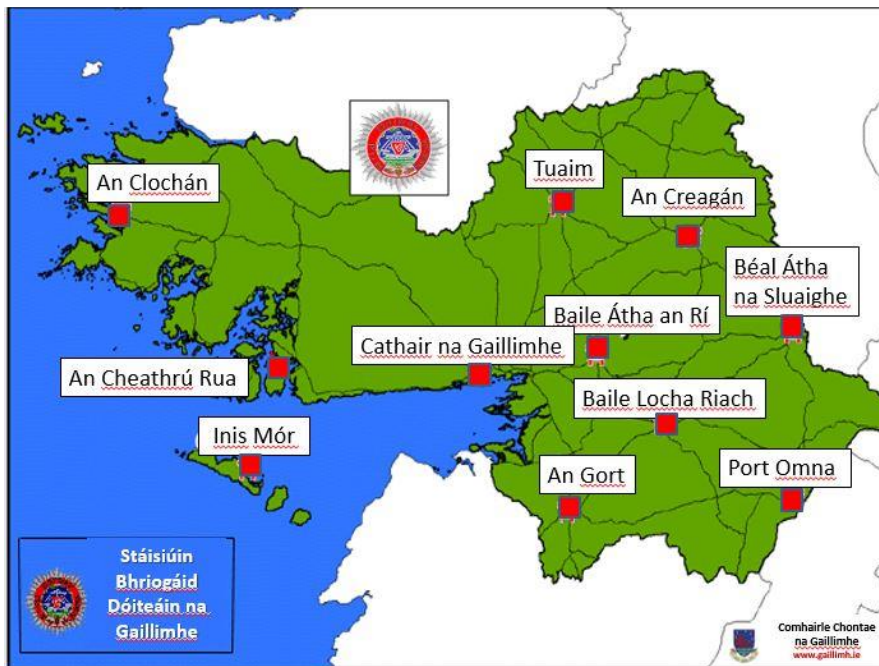 An Clochán
Tuaim
An Creagán
Béal Átha
na Sluaighe
Baile Átha an Rí
Cathair na Gaillimhe
An Cheathrú Rua
Baile Locha Riach
Inis Mór
An Gort
Port Omna
Stáisiúin
Bhriogáid
Dóiteáin na
Gaillimhe
Comhairle Chontae
na Gaillimhe
www.gaillimh.ie